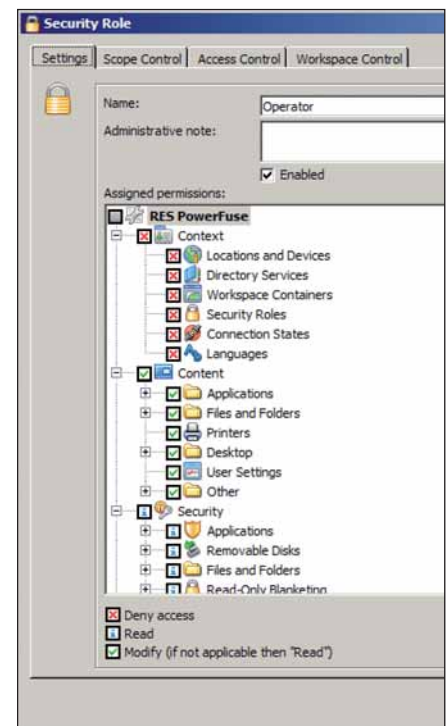 Security Role
Settings Scope Control Access Control Workspace Control
Name: Operator
Administrative note:
Enabled
Assigned permissions:
RES PowerFuse
Context
Locations and Devices
Directory Services
Workspace Containers
Security Roles
Connection States
Languages
Content
Applications
Files and Folders
Printers
Desktop
User Settings
Other
Security
Applications
Removable Disks
Files and Folders
Read-Only Blanketing
Deny access
Read
Modify (if not applicable then "Read")